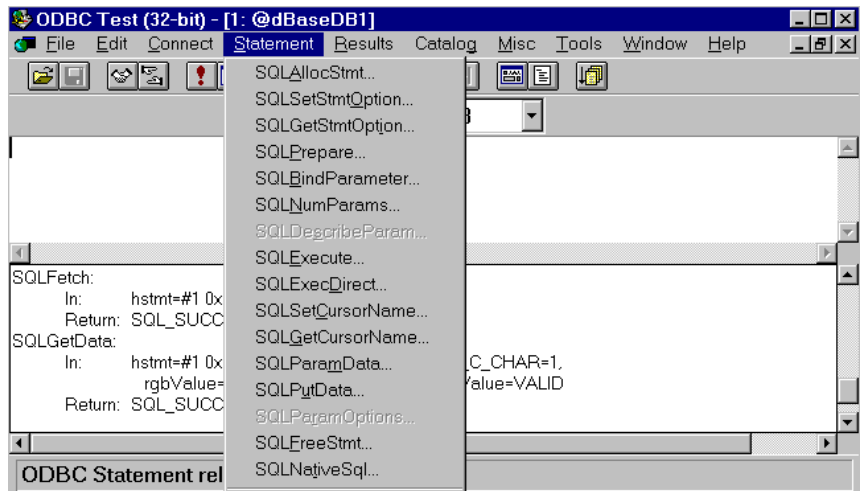 ODBC Test (32-bit) - [1: @dBaseDB1]
File Edit Connect Statement Results Catalog Misc Tools Window Help
SQLAllocStmt...
SQLSetStmtOption...
SQLGetStmtOption...
SQLPrepare...
SQLBindParameter...
SQLNumParams...
SQLDescribeParam...
SQLExecute...
SQLExecDirect...
SQLSetCursorName...
SQLGetCursorName...
SQLParamData...
SQLPutData...
SQLParamOptions...
SQLFreeStmt...
SQLNativeSql...
SQLFetch:
In: hstmt=#1 0x
Return: SQL_SUCC
SQLGetData:
In: hstmt=#1 0x _C_CHAR=1,
rgbValue= Value=VALID
Return: SQL_SUCC
ODBC Statement rel